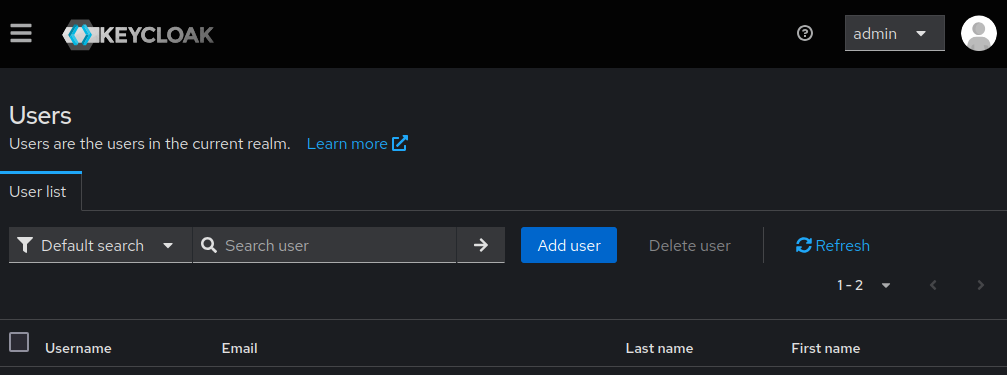 KEYCLOAK
admin
Users
Users are the users in the current realm. Learn more
User list
Default search Search user Add user Delete user Refresh
1 - 2
Username Email Last name First name